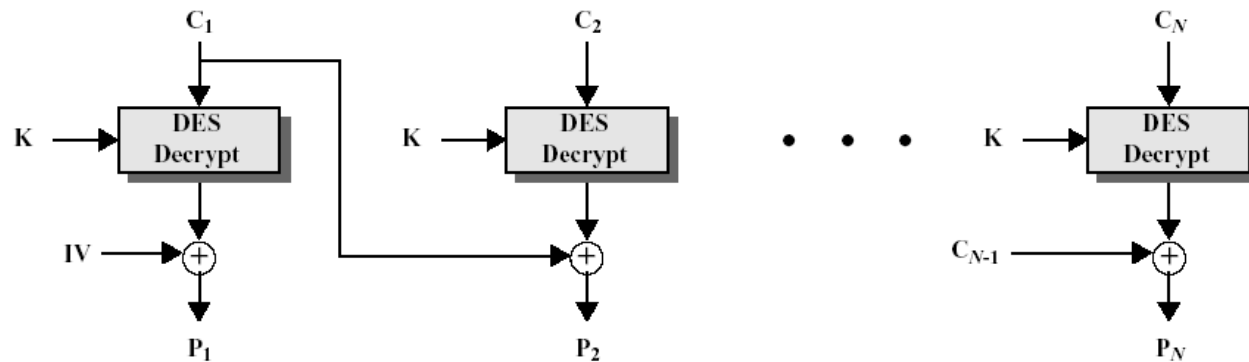 C1 C2 CN
K DES Decrypt K DES Decrypt K DES Decrypt
IV + + CN-1 +
P1 P2 PN